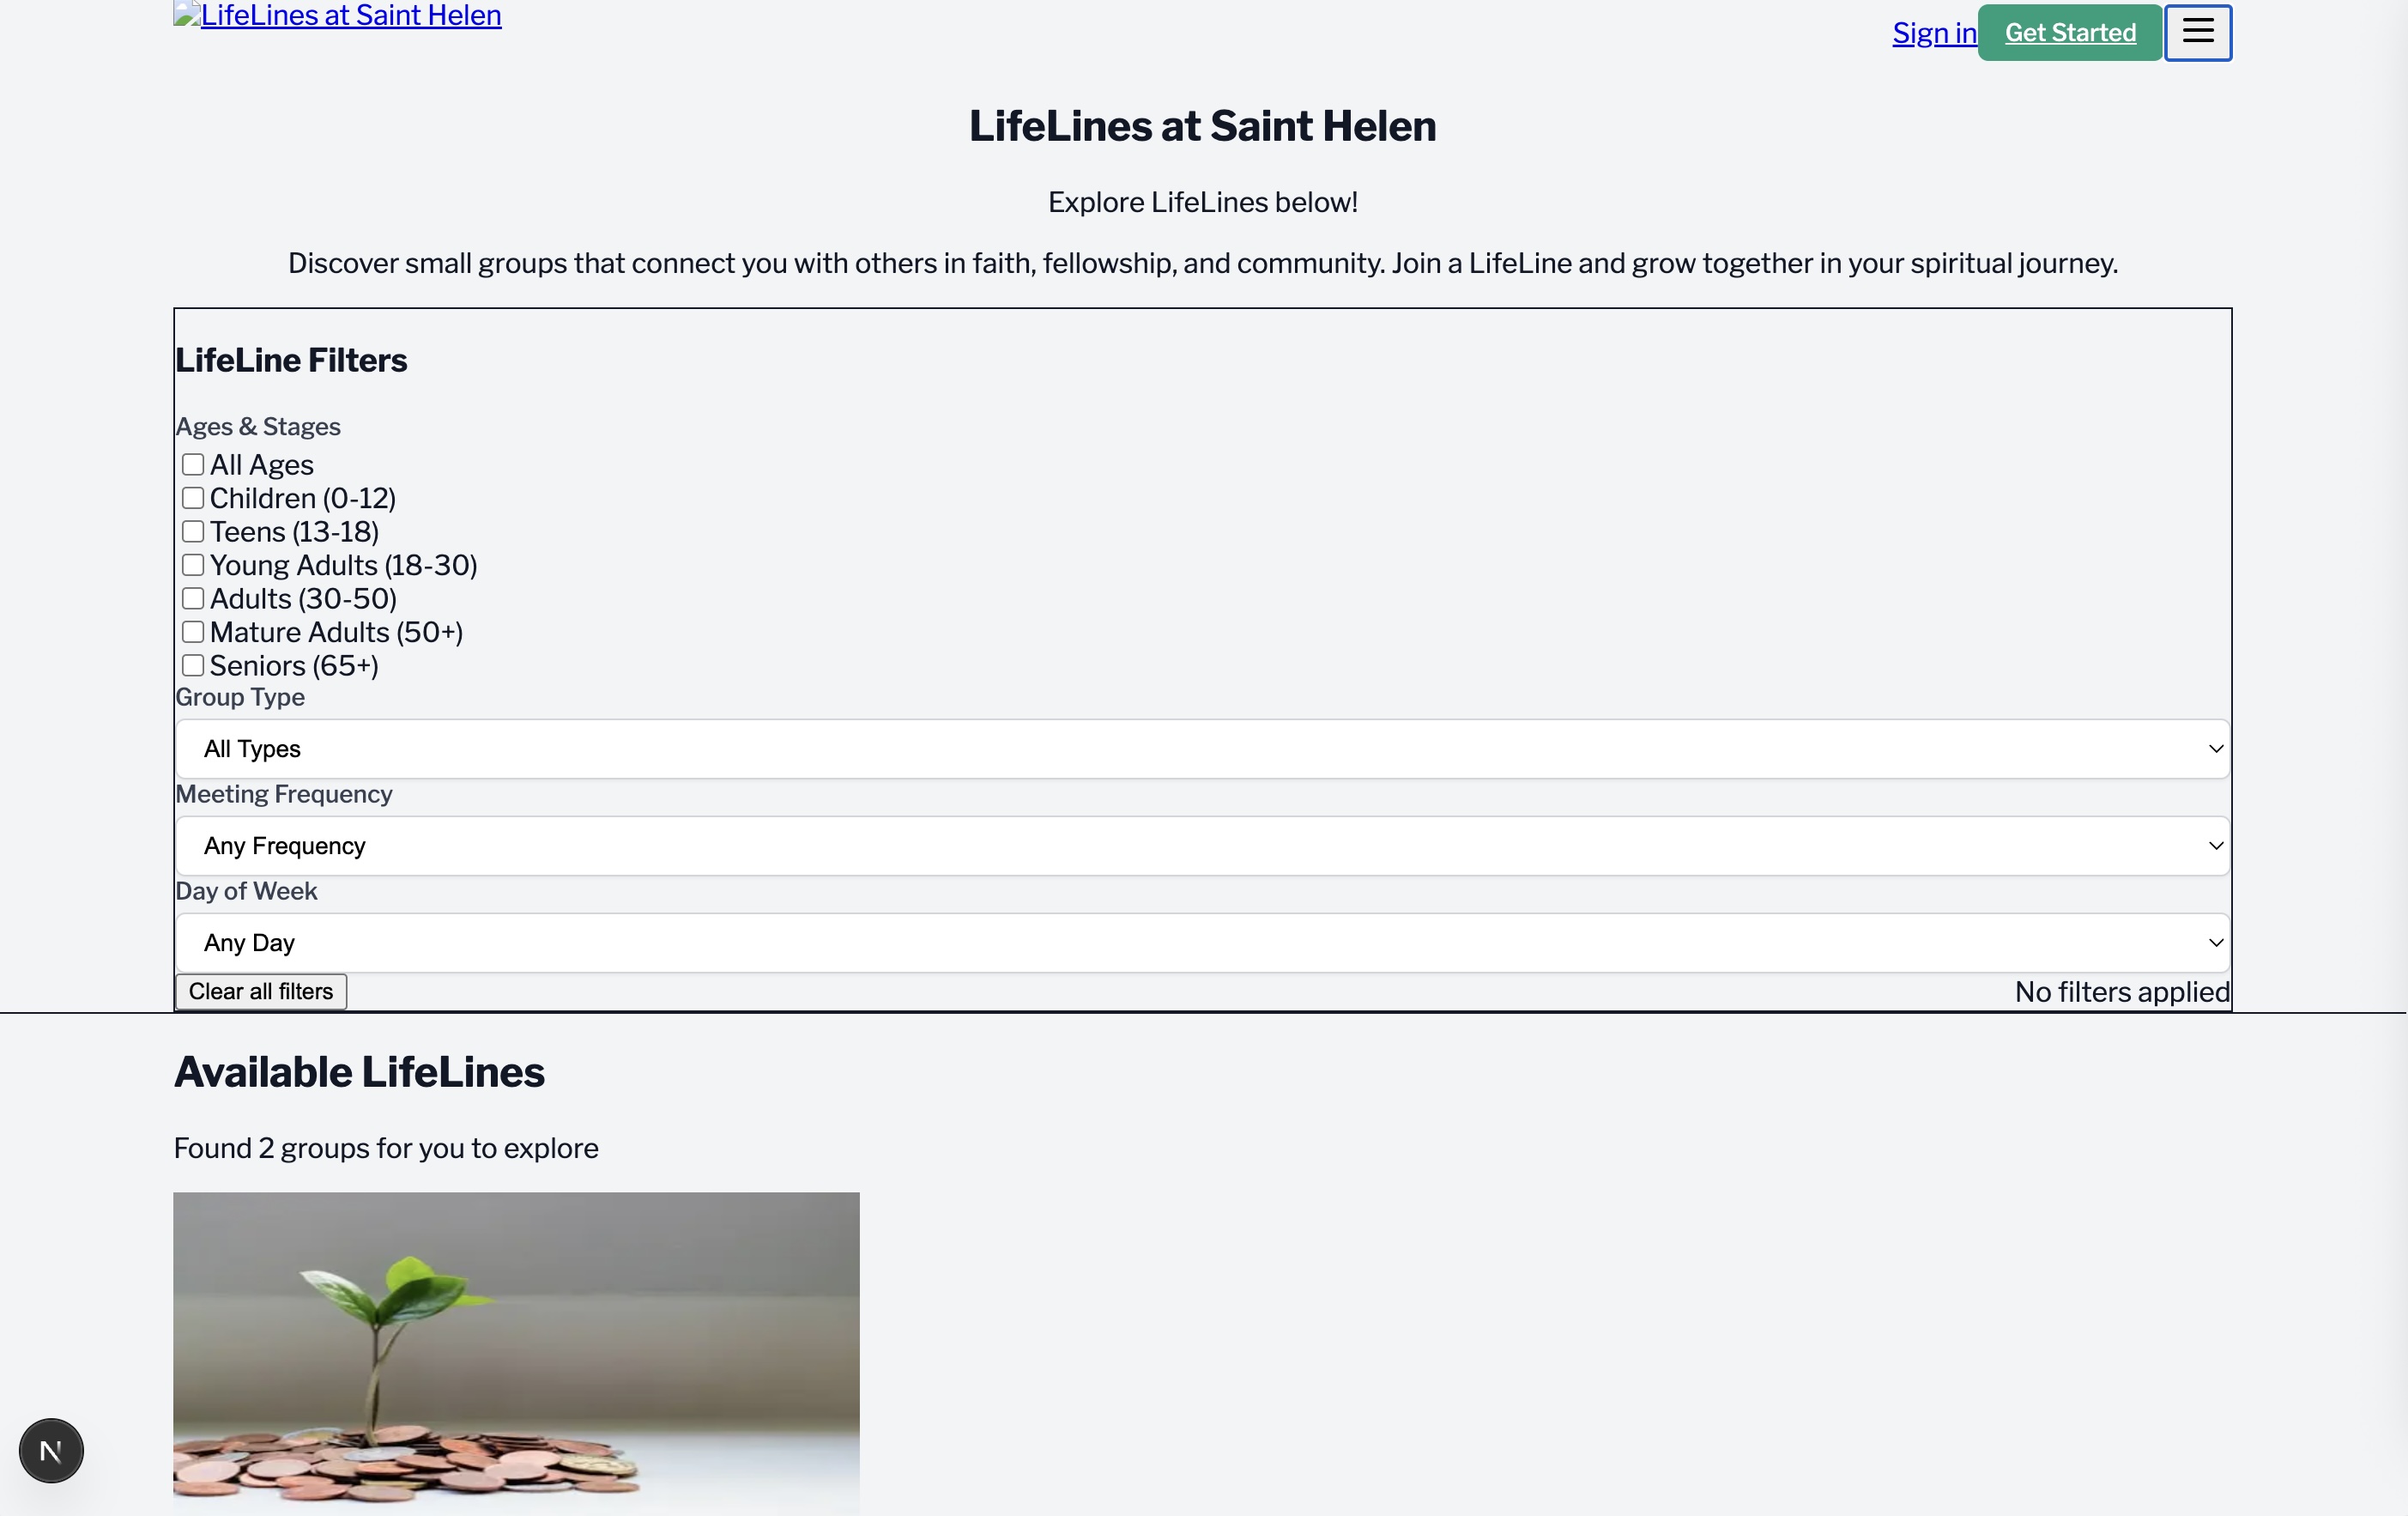 LifeLines at Saint Helen
Sign in
Get Started
LifeLines at Saint Helen
Explore LifeLines below!
Discover small groups that connect you with others in faith, fellowship, and community. Join a LifeLine and grow together in your spiritual journey.
LifeLine Filters
Ages & Stages
All Ages
Children (0-12)
Teens (13-18)
Young Adults (18-30)
Adults (30-50)
Mature Adults (50+)
Seniors (65+)
Group Type
All Types
Meeting Frequency
Any Frequency
Day of Week
Any Day
Clear all filters
No filters applied
Available LifeLines
Found 2 groups for you to explore
N